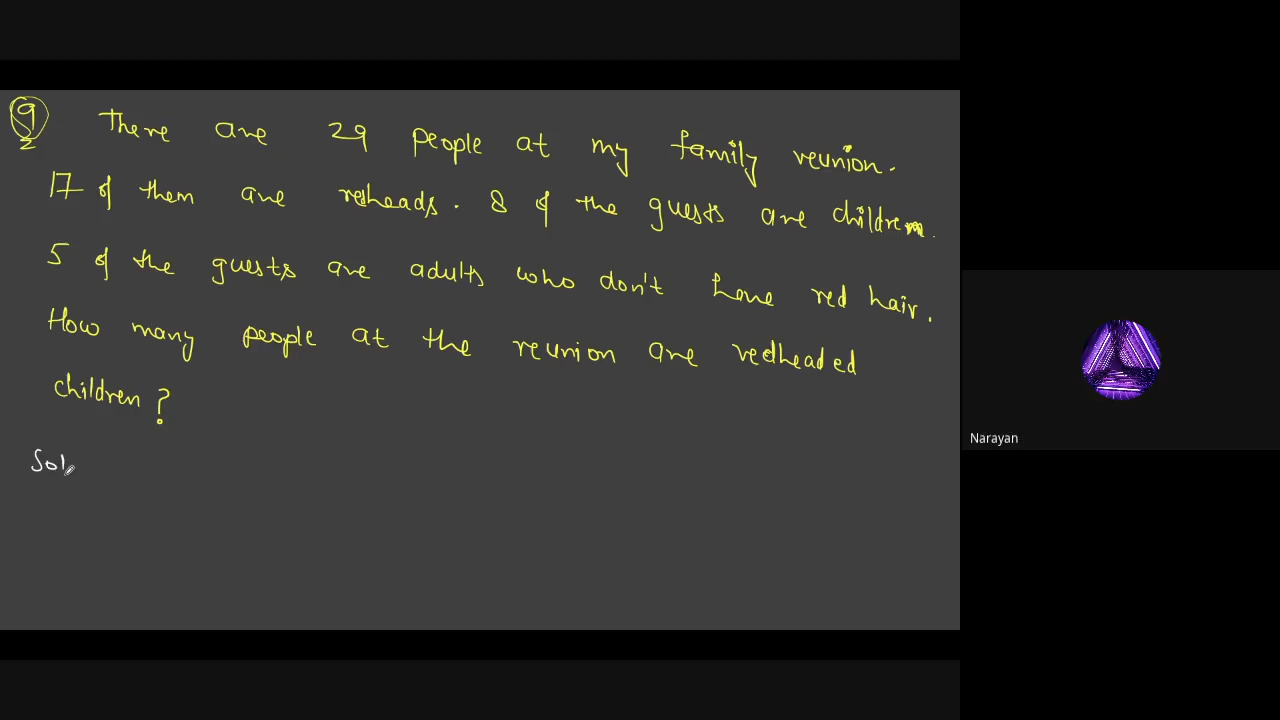 9 There are 29 people at my family reunion.
17 of them are redheads. 8 of the guests are children.
5 of the guests are adults who don't have red hair.
How many people at the reunion are redheaded
children?
Sol
Narayan